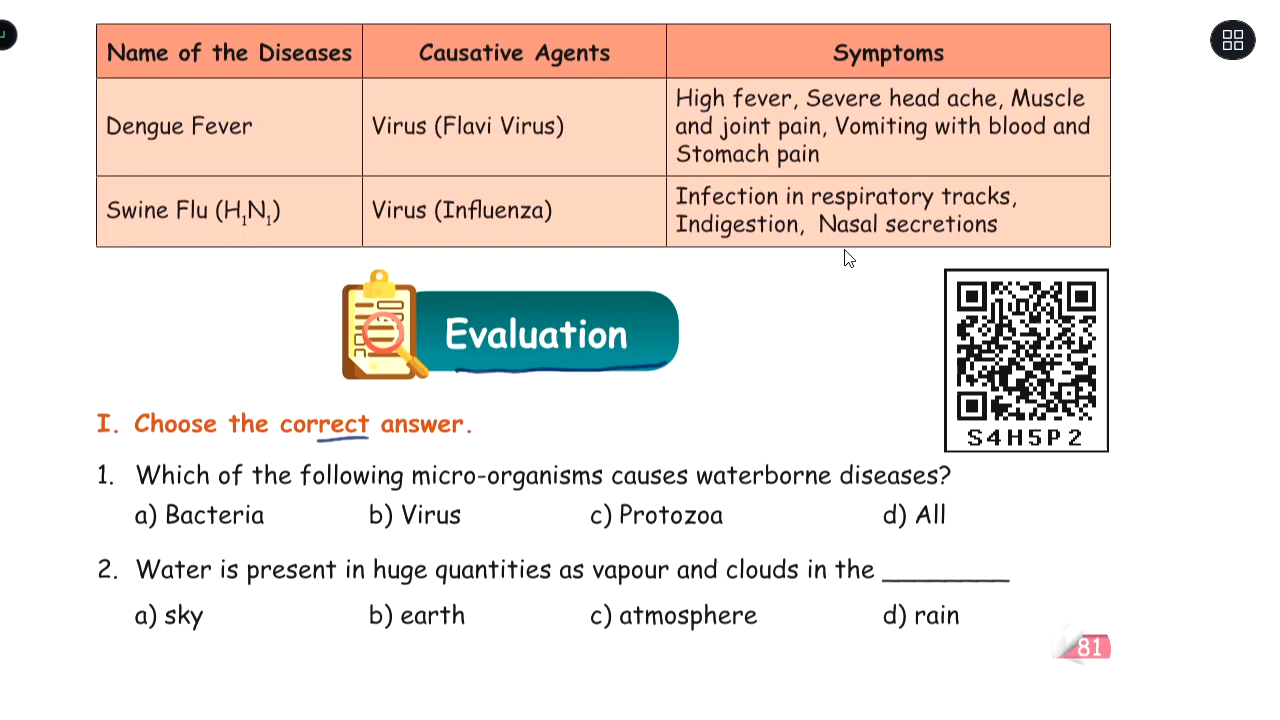 Name of the Diseases Causative Agents Symptoms
Dengue Fever Virus (Flavi Virus) High fever, Severe head ache, Muscle
and joint pain, Vomiting with blood and
Stomach pain
Swine Flu (H₁N₁) Virus (Influenza) Infection in respiratory tracks,
Indigestion, Nasal secretions
Evaluation
S4H5P2
I. Choose the correct answer.
1. Which of the following micro-organisms causes waterborne diseases?
a) Bacteria b) Virus c) Protozoa d) All
2. Water is present in huge quantities as vapour and clouds in the ________
a) sky b) earth c) atmosphere d) rain
81